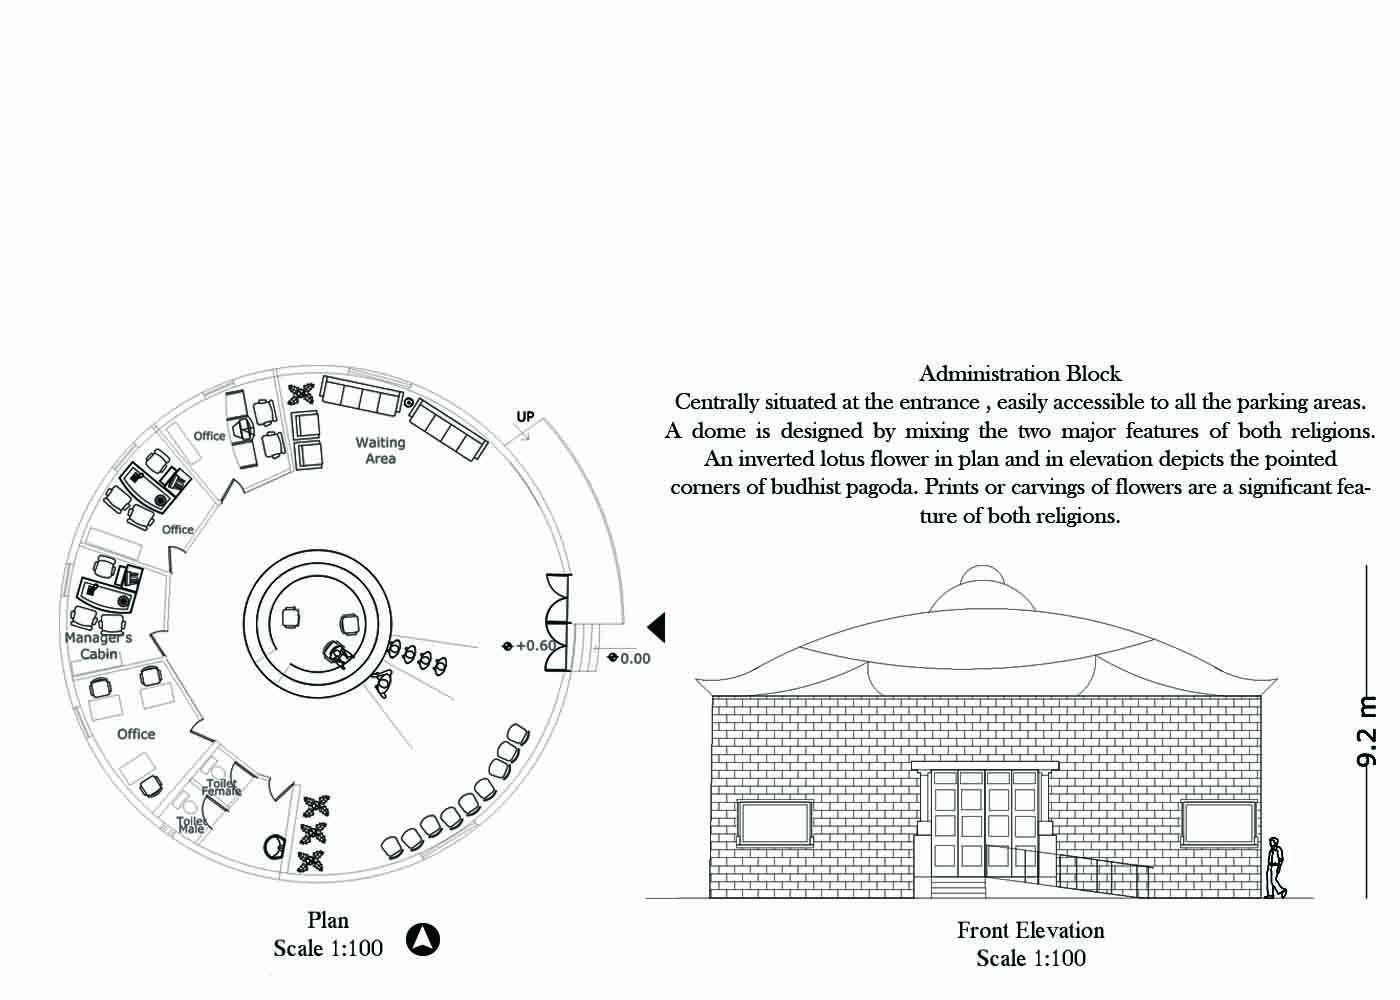 Administration Block
Centrally situated at the entrance , easily accessible to all the parking areas.
A dome is designed by mixing the two major features of both religions.
An inverted lotus flower in plan and in elevation depicts the pointed
corners of budhist pagoda. Prints or carvings of flowers are a significant fea-
ture of both religions.
UP
Office
Waiting
Area
Office
Manager's
Cabin
+0.60
0.00
Office
Toilet
Female
Toilet
Male
9.2 m
Plan
Scale 1:100
Front Elevation
Scale 1:100